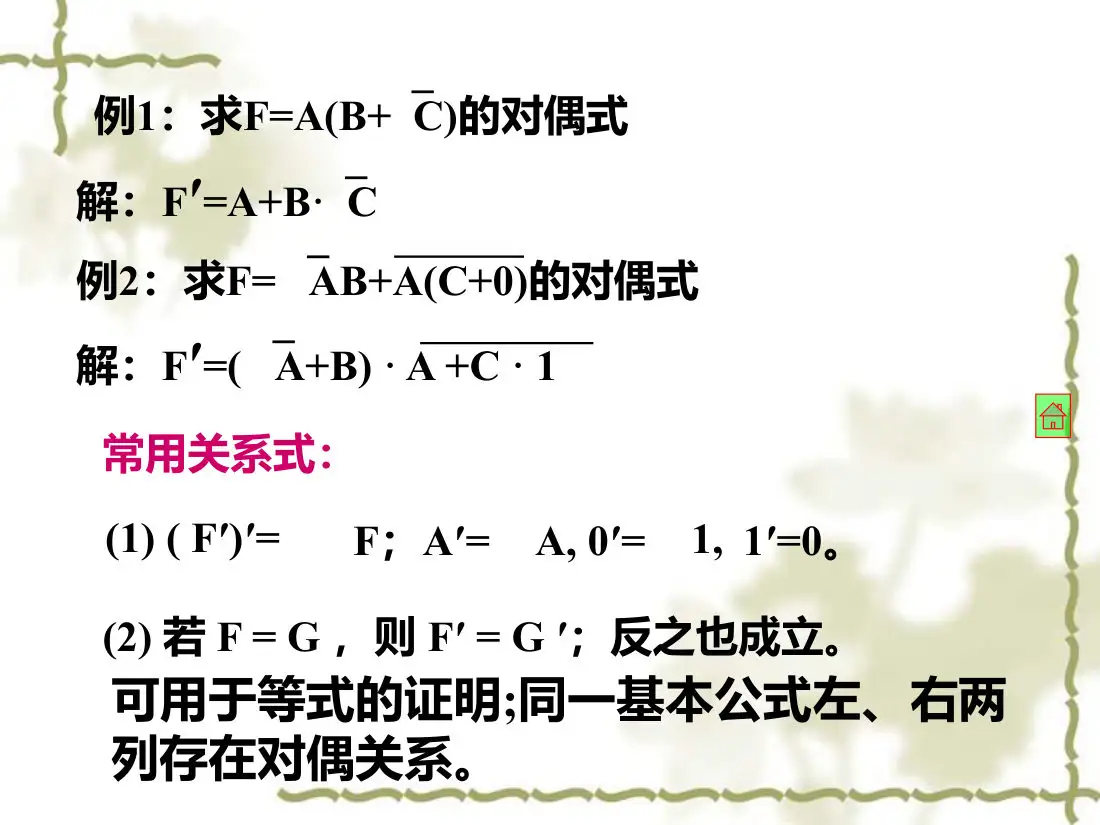 例1：求F=A(B+ C̅)的对偶式
解：F′=A+B· C̅
例2：求F= A̅B+A̅(̅C̅+̅0̅)̅的对偶式
解：F′=( A̅+B) · A̅ ̅+̅C̅ ̅·̅ ̅1̅
常用关系式：
(1) ( F′)′= F；A′= A, 0′= 1, 1′=0。
(2) 若 F = G ，则 F′ = G ′；反之也成立。
可用于等式的证明;同一基本公式左、右两
列存在对偶关系。